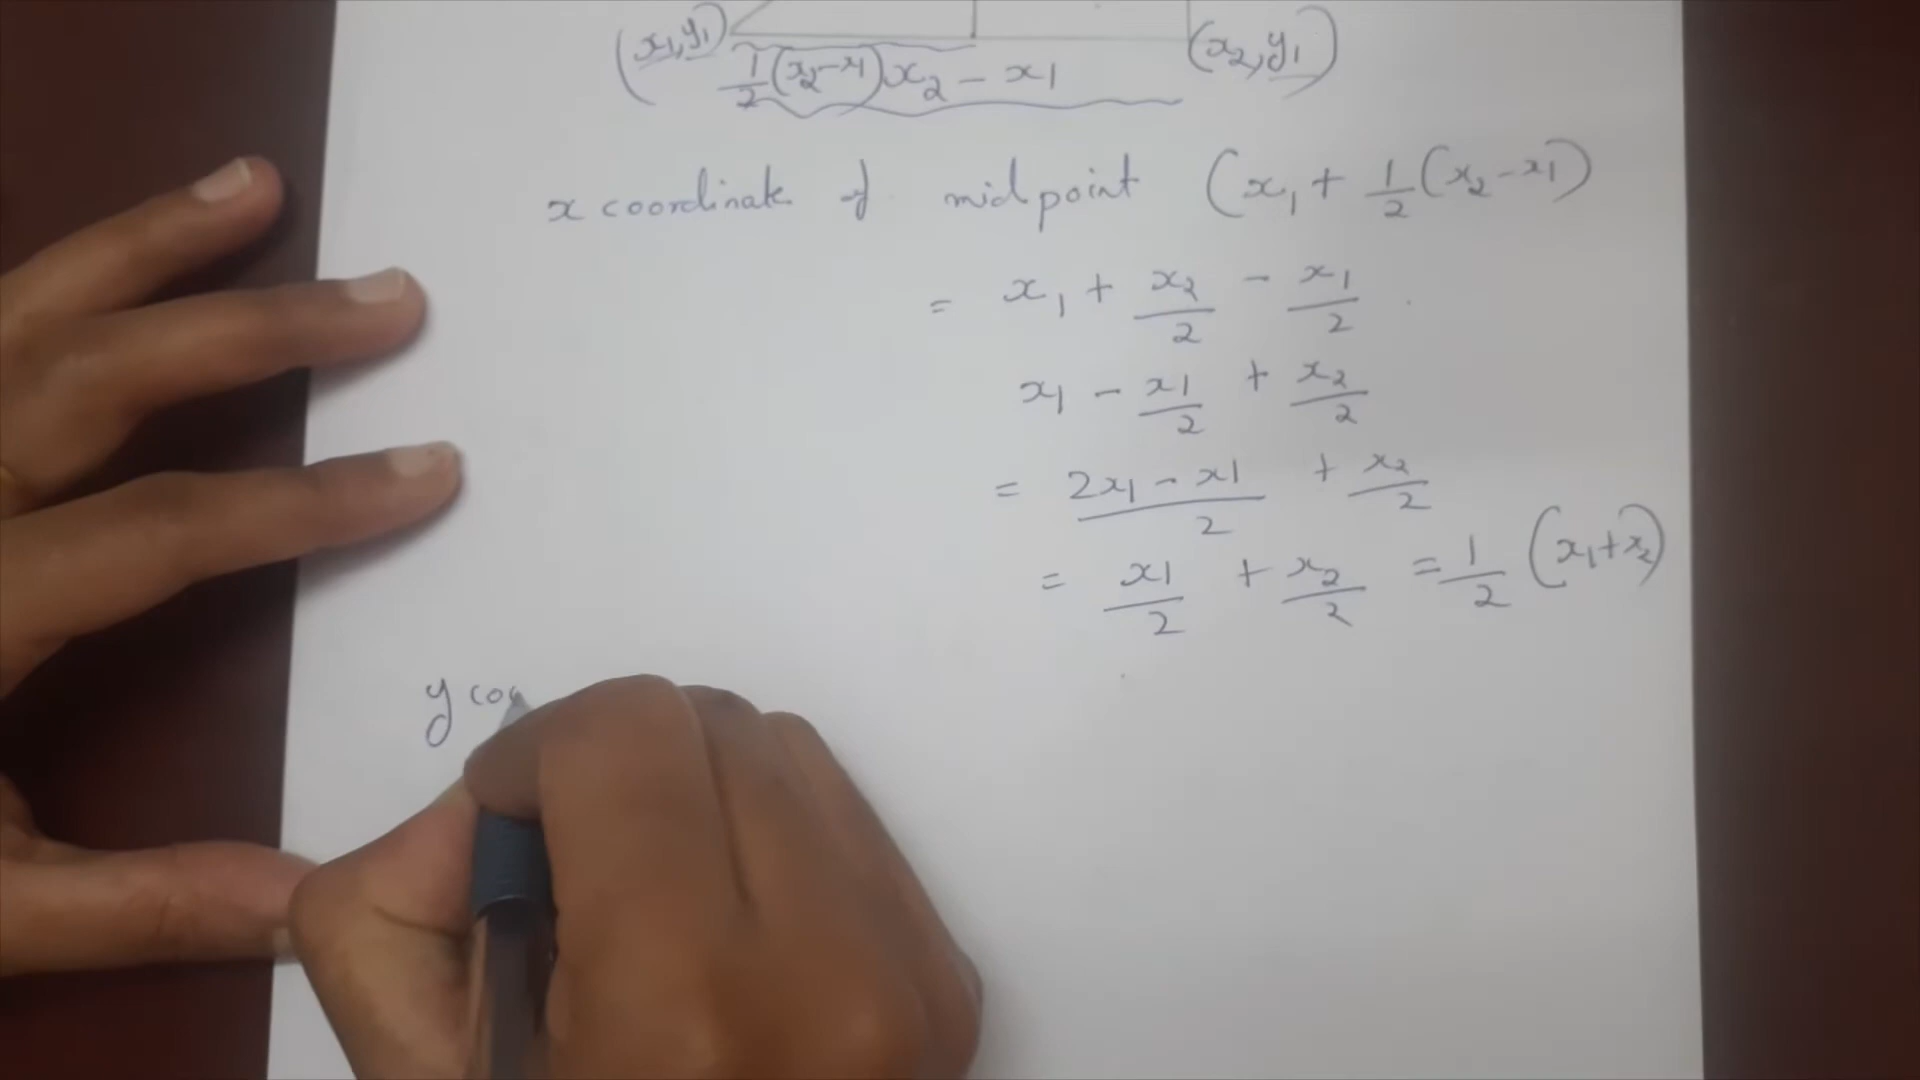 (x₁,y₁) (x₂,y₁)
1/2(x₂-x1) x₂ - x1
x coordinate of midpoint (x₁ + 1/2(x₂-x1)
= x₁ + x₂/2 - x1/2
x1 - x1/2 + x₂/2
= 2x₁ - x1/2 + x₂/2
= x1/2 + x₂/2 = 1/2 (x₁+x₂)
y coo